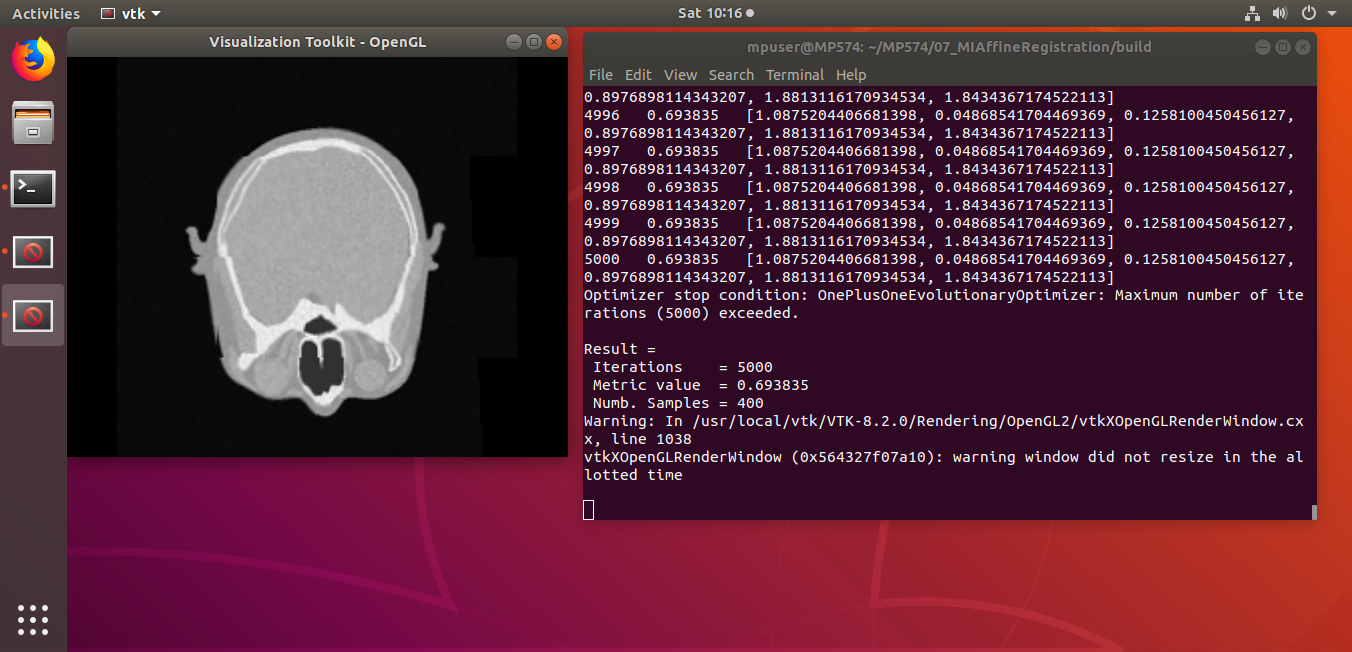 Activities
vtk
Sat 10:16
Visualization Toolkit - OpenGL
mpuser@MP574: ~/MP574/07_MIAffineRegistration/build
File Edit View Search Terminal Help
0.8976898114343207, 1.8813116170934534, 1.8434367174522113]
4996 0.693835 [1.0875204406681398, 0.04868541704469369, 0.1258100450456127,
0.8976898114343207, 1.8813116170934534, 1.8434367174522113]
4997 0.693835 [1.0875204406681398, 0.04868541704469369, 0.1258100450456127,
0.8976898114343207, 1.8813116170934534, 1.8434367174522113]
4998 0.693835 [1.0875204406681398, 0.04868541704469369, 0.1258100450456127,
0.8976898114343207, 1.8813116170934534, 1.8434367174522113]
4999 0.693835 [1.0875204406681398, 0.04868541704469369, 0.1258100450456127,
0.8976898114343207, 1.8813116170934534, 1.8434367174522113]
5000 0.693835 [1.0875204406681398, 0.04868541704469369, 0.1258100450456127,
0.8976898114343207, 1.8813116170934534, 1.8434367174522113]
Optimizer stop condition: OnePlusOneEvolutionaryOptimizer: Maximum number of ite
rations (5000) exceeded.
Result =
Iterations = 5000
Metric value = 0.693835
Numb. Samples = 400
Warning: In /usr/local/vtk/VTK-8.2.0/Rendering/OpenGL2/vtkXOpenGLRenderWindow.cx
x, line 1038
vtkXOpenGLRenderWindow (0x564327f07a10): warning window did not resize in the al
lotted time